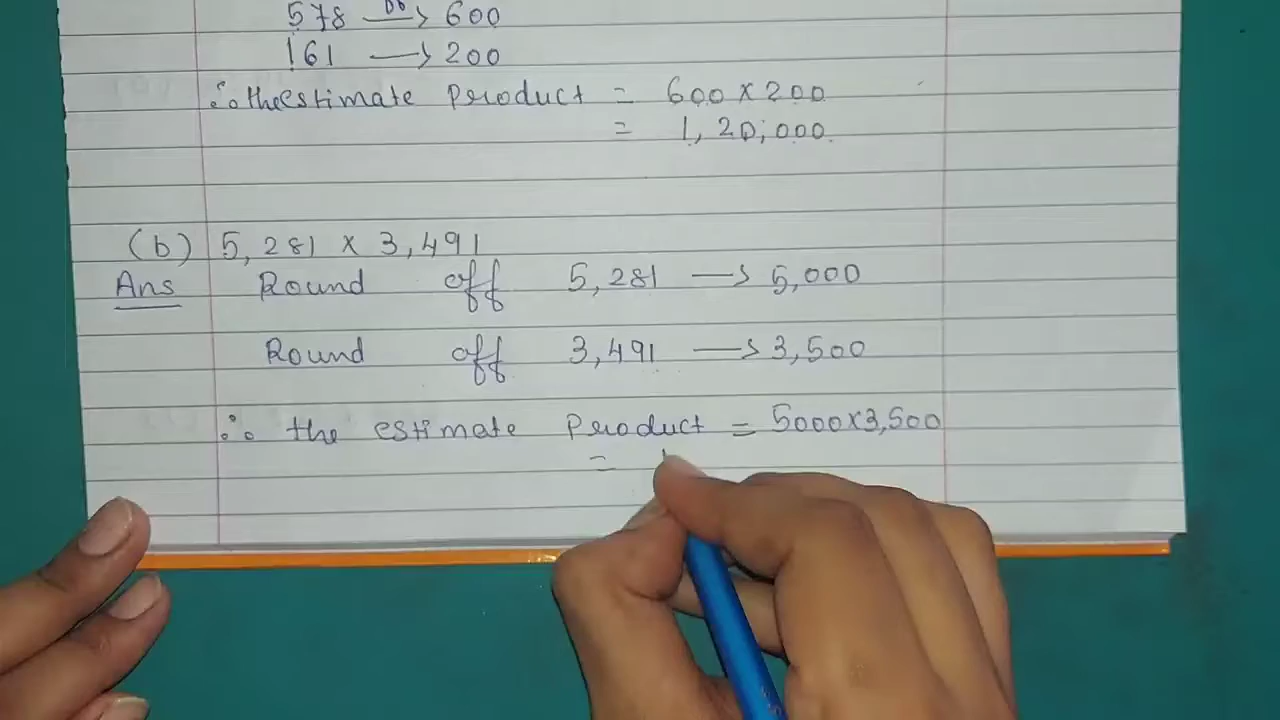 578 ⟶ 600
161 ⟶ 200
∴ the estimate Product = 600 × 200
= 1,20,000
(b) 5,281 × 3,491
Ans Round off 5,281 ⟶ 5,000
Round off 3,491 ⟶ 3,500
∴ the estimate Product = 5000×3,500
= 1